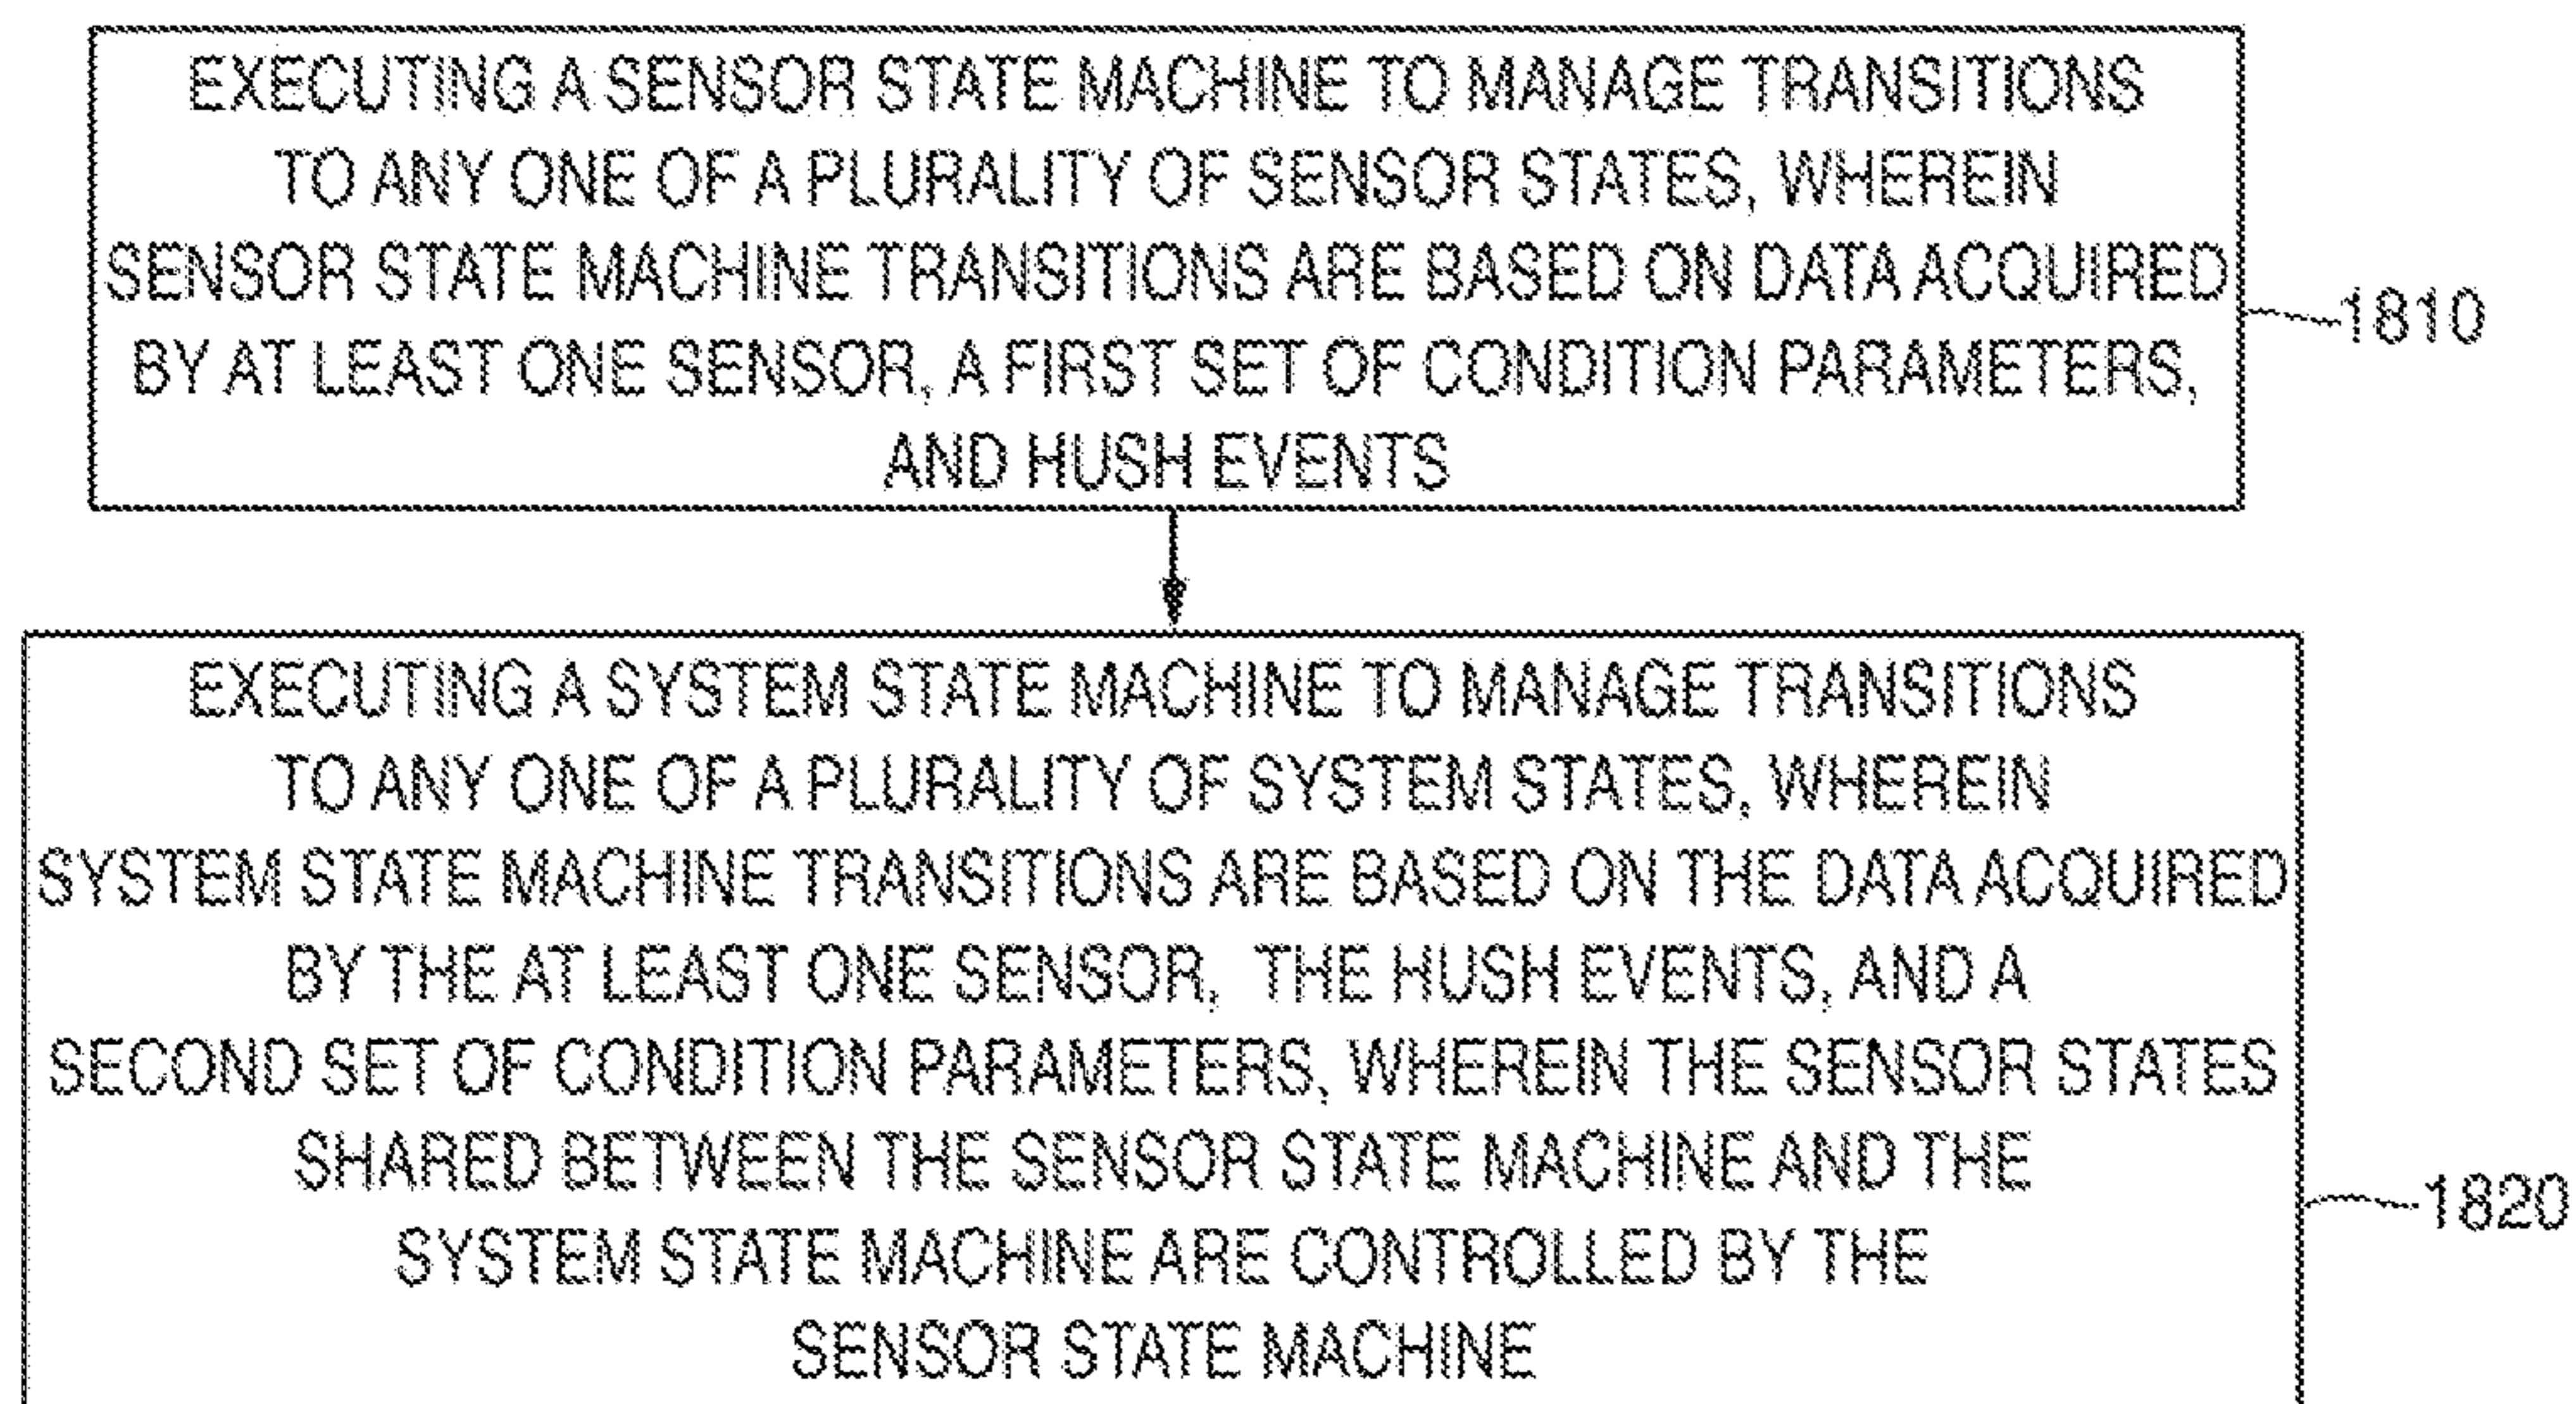 EXECUTING A SENSOR STATE MACHINE TO MANAGE TRANSITIONS
TO ANY ONE OF A PLURALITY OF SENSOR STATES, WHEREIN
SENSOR STATE MACHINE TRANSITIONS ARE BASED ON DATA ACQUIRED
BY AT LEAST ONE SENSOR, A FIRST SET OF CONDITION PARAMETERS,
AND HUSH EVENTS
1810
EXECUTING A SYSTEM STATE MACHINE TO MANAGE TRANSITIONS
TO ANY ONE OF A PLURALITY OF SYSTEM STATES, WHEREIN
SYSTEM STATE MACHINE TRANSITIONS ARE BASED ON THE DATA ACQUIRED
BY THE AT LEAST ONE SENSOR, THE HUSH EVENTS, AND A
SECOND SET OF CONDITION PARAMETERS, WHEREIN THE SENSOR STATES
SHARED BETWEEN THE SENSOR STATE MACHINE AND THE
SYSTEM STATE MACHINE ARE CONTROLLED BY THE
SENSOR STATE MACHINE
1820